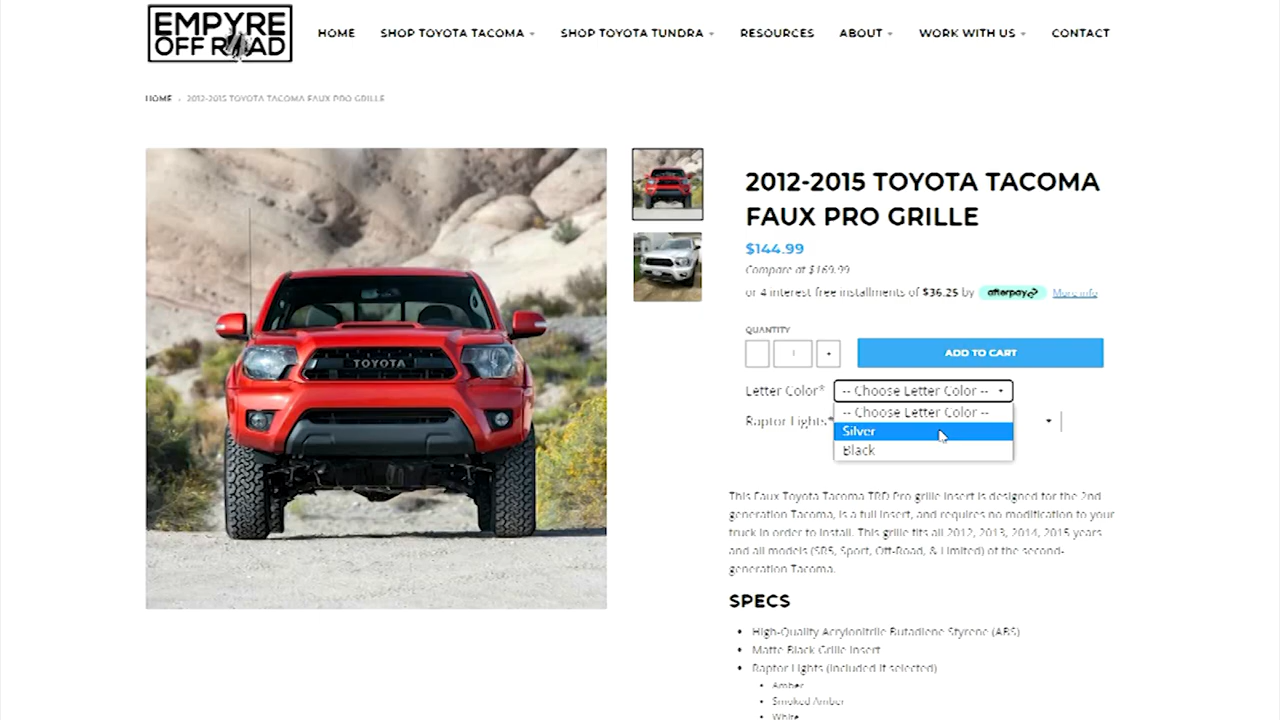 EMPYRE
OFF ROAD
HOME
SHOP TOYOTA TACOMA
SHOP TOYOTA TUNDRA
RESOURCES
ABOUT
WORK WITH US
CONTACT
HOME
2012-2015 TOYOTA TACOMA FAUX PRO GRILLE
TOYOTA
2012-2015 TOYOTA TACOMA
FAUX PRO GRILLE
$144.99
Compare at $169.99
or 4 interest free installments of $36.25 by afterpay More info
QUANTITY
1
ADD TO CART
Letter Color* -- Choose Letter Color --
-- Choose Letter Color --
Raptor Lights*
Silver
Black
This Faux Toyota Tacoma TRD Pro grille insert is designed for the 2nd
generation Tacoma, is a full insert, and requires no modification to your
truck in order to install. This grille fits all 2012, 2013, 2014, 2015 years
and all models (SR5, Sport, Off-Road, & Limited) of the second-
generation Tacoma.
SPECS
• High-Quality Acrylonitrile Butadiene Styrene (ABS)
• Matte Black Grille Insert
• Raptor Lights (Included if selected)
• Amber
• Smoked Amber
• White